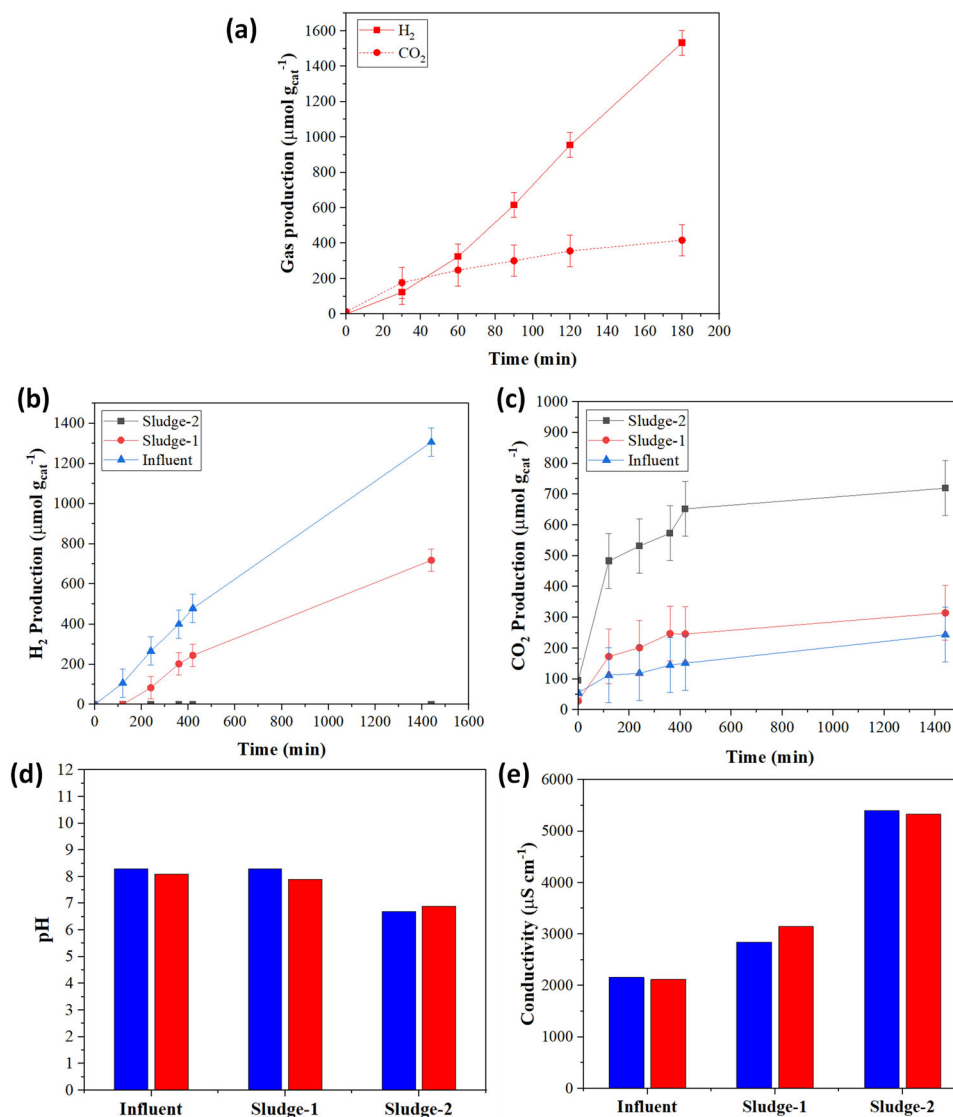 (a)
H₂
CO₂
Gas production (μmol g_cat⁻¹)
1600
1400
1200
1000
800
600
400
200
0
0 20 40 60 80 100 120 140 160 180 200
Time (min)
(b)
Sludge-2
Sludge-1
Influent
H₂ Production (μmol g_cat⁻¹)
1400
1200
1000
800
600
400
200
0
0 200 400 600 800 1000 1200 1400 1600
Time (min)
(c)
Sludge-2
Sludge-1
Influent
CO₂ Production (μmol g_cat⁻¹)
1000
900
800
700
600
500
400
300
200
100
0
0 200 400 600 800 1000 1200 1400
Time (min)
(d)
pH
12
11
10
9
8
7
6
5
4
3
2
1
0
Influent Sludge-1 Sludge-2
(e)
Conductivity (μS cm⁻¹)
6000
5000
4000
3000
2000
1000
0
Influent Sludge-1 Sludge-2